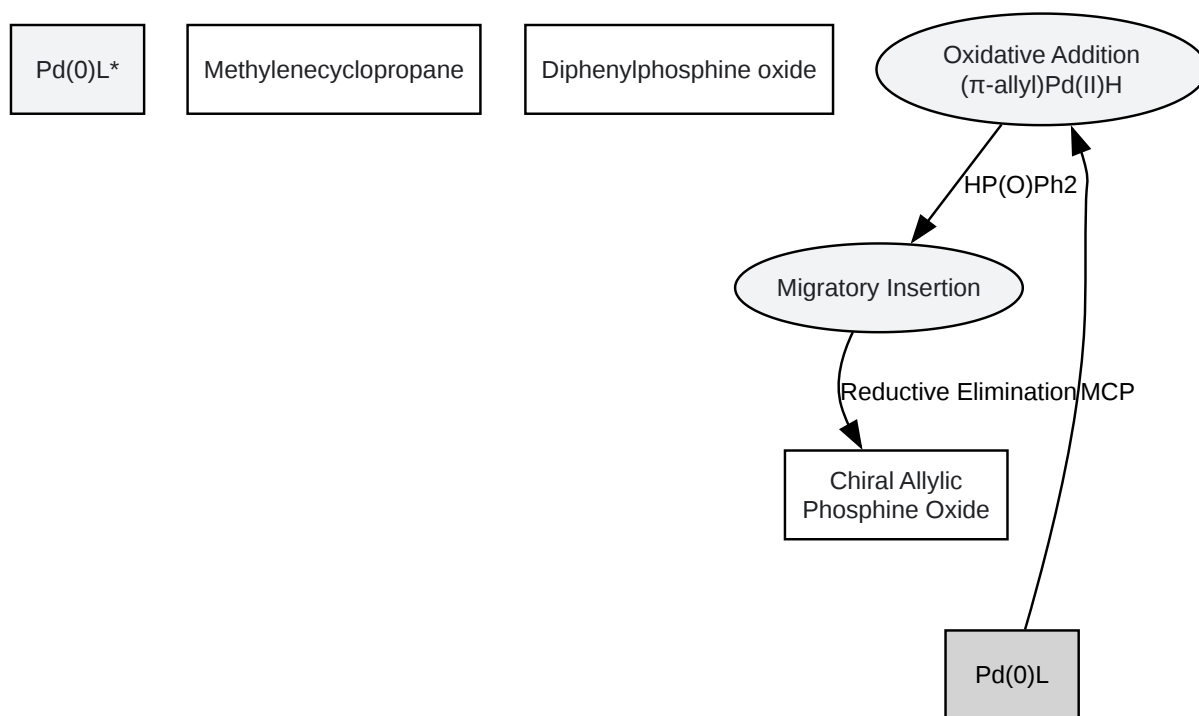 Pd(0)L*
Methylenecyclopropane
Diphenylphosphine oxide
Oxidative Addition
(π-allyl)Pd(II)H
HP(O)Ph2
Migratory Insertion
Reductive Elimination
MCP
Chiral Allylic
Phosphine Oxide
Pd(0)L